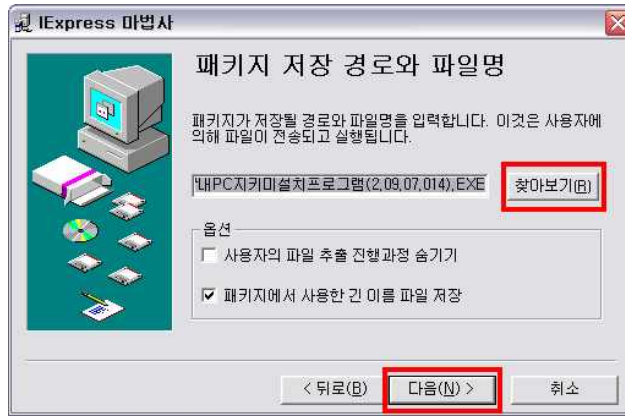 IExpress 마법사
패키지 저장 경로와 파일명
패키지가 저장될 경로와 파일명을 입력합니다. 이것은 사용자에
의해 파일이 전송되고 실행됩니다.
\내PC지키미설치프로그램(2,09,07,014),EXE
찾아보기(R)
옵션
사용자의 파일 추출 진행과정 숨기기
패키지에서 사용한 긴 이름 파일 저장
< 뒤로(B)
다음(N) >
취소